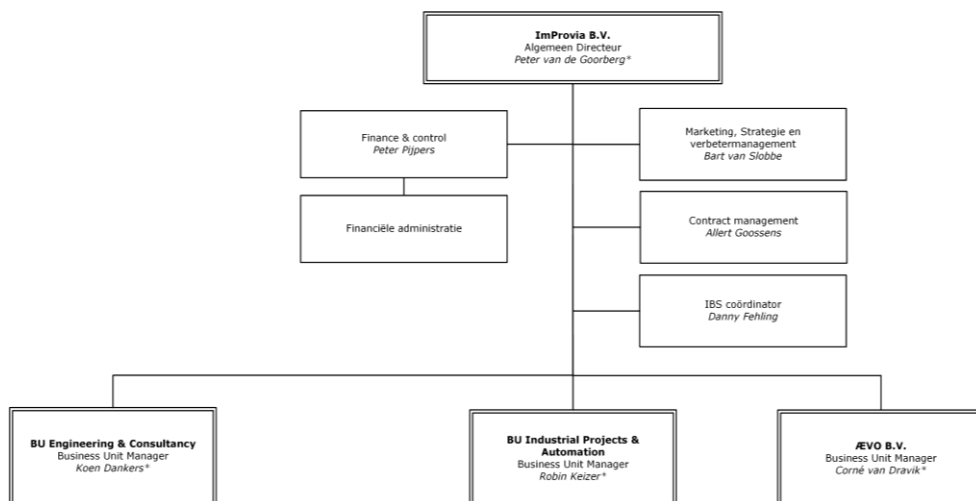 ImProvia B.V.
Algemeen Directeur
Peter van de Goorberg*
Finance & control
Peter Pijpers
Marketing, Strategie en
verbetermanagement
Bart van Slobbe
Financiële administratie
Contract management
Allert Goossens
IBS coördinator
Danny Fehling
BU Engineering & Consultancy
Business Unit Manager
Koen Dankers*
BU Industrial Projects &
Automation
Business Unit Manager
Robin Keizer*
ÆVO B.V.
Business Unit Manager
Corné van Dravik*